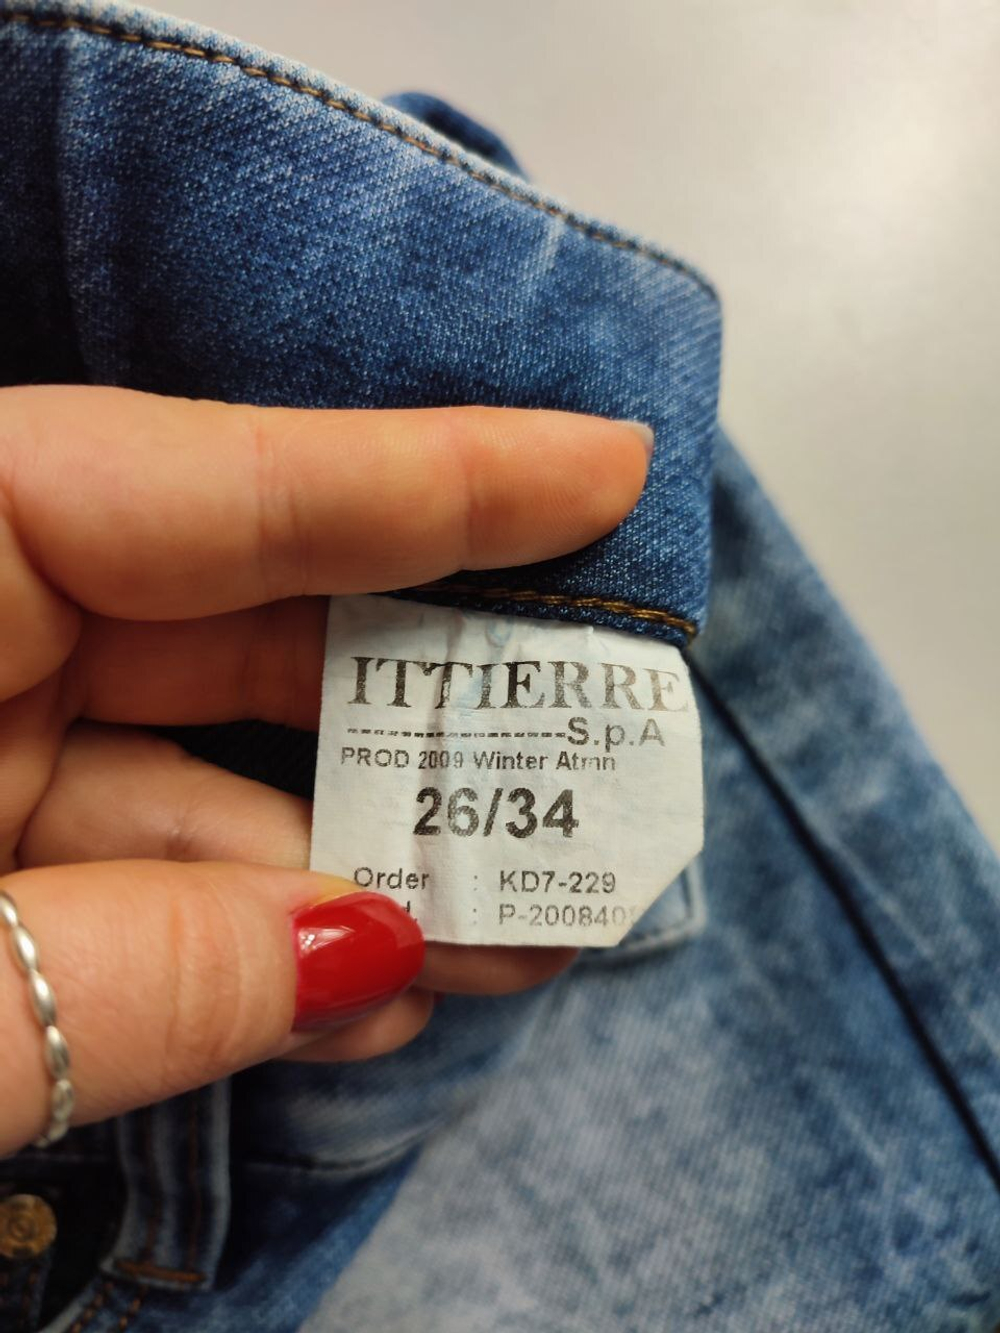 ITTIERRE
------------------S.p.A
PROD 2009 Winter Atmn
26/34
Order : KD7-229
: P-200840